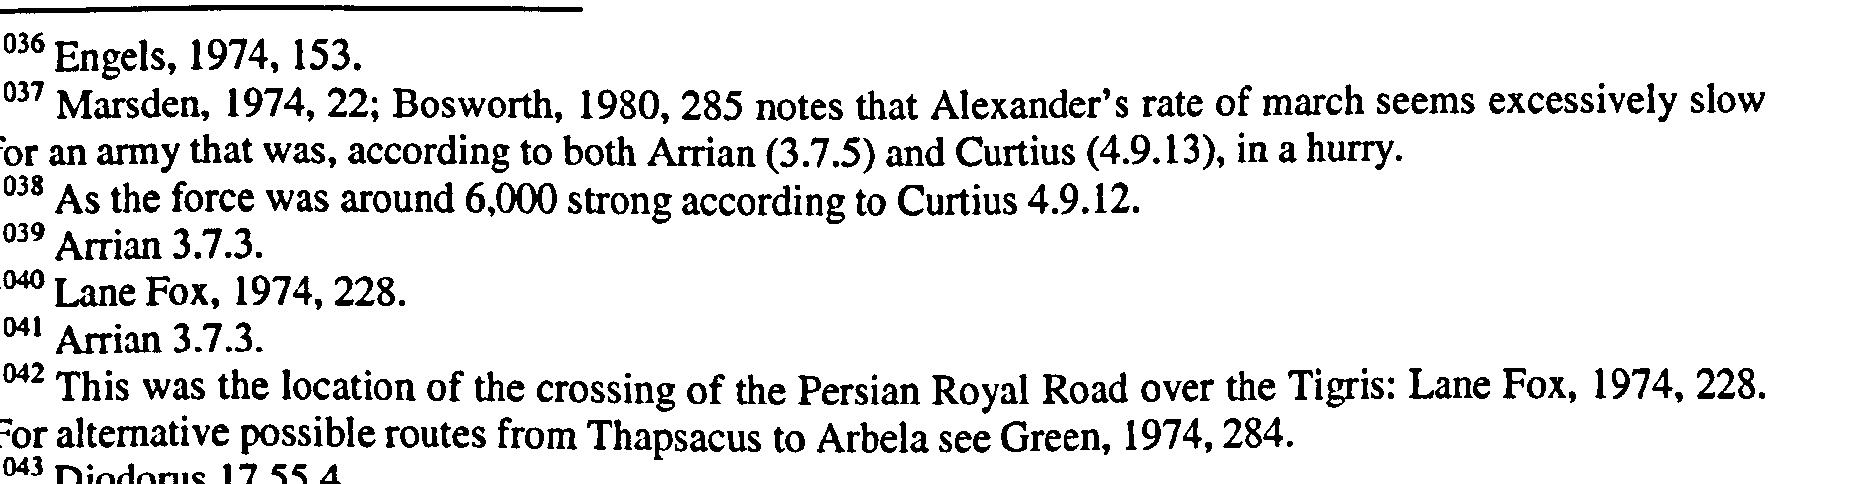 036 Engels, 1974, 153.
037 Marsden, 1974, 22; Bosworth, 1980, 285 notes that Alexander's rate of march seems excessively slow
for an army that was, according to both Arrian (3.7.5) and Curtius (4.9.13), in a hurry.
038 As the force was around 6,000 strong according to Curtius 4.9.12.
039 Arrian 3.7.3.
040 Lane Fox, 1974, 228.
041 Arrian 3.7.3.
042 This was the location of the crossing of the Persian Royal Road over the Tigris: Lane Fox, 1974, 228.
For alternative possible routes from Thapsacus to Arbela see Green, 1974, 284.
043 Diodorus 17.55.4.